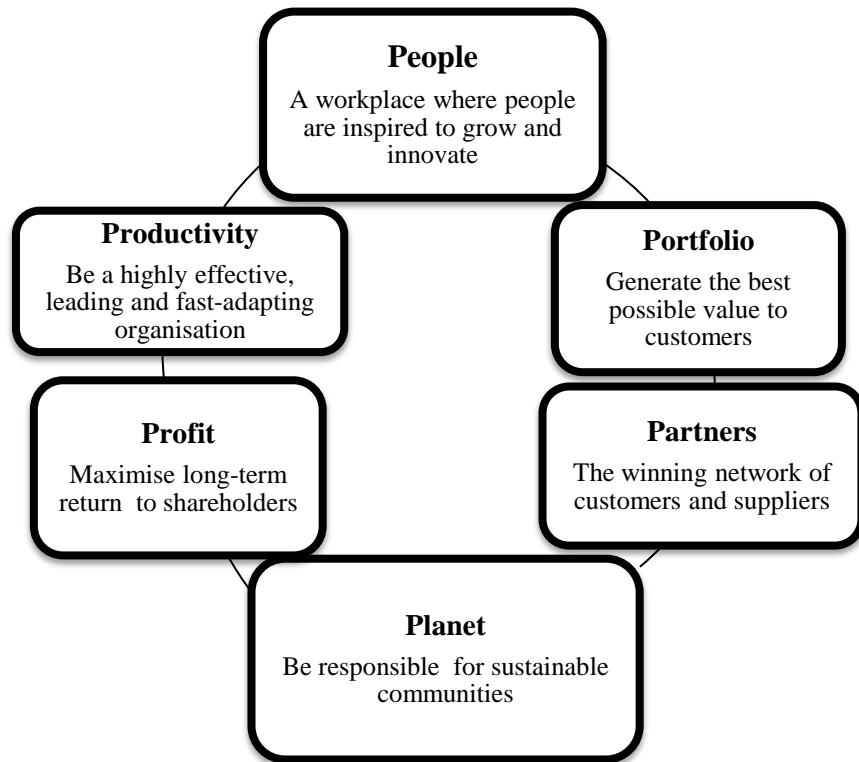 People
A workplace where people
are inspired to grow and
innovate
Productivity
Be a highly effective,
leading and fast-adapting
organisation
Portfolio
Generate the best
possible value to
customers
Profit
Maximise long-term
return to shareholders
Partners
The winning network of
customers and suppliers
Planet
Be responsible for sustainable
communities